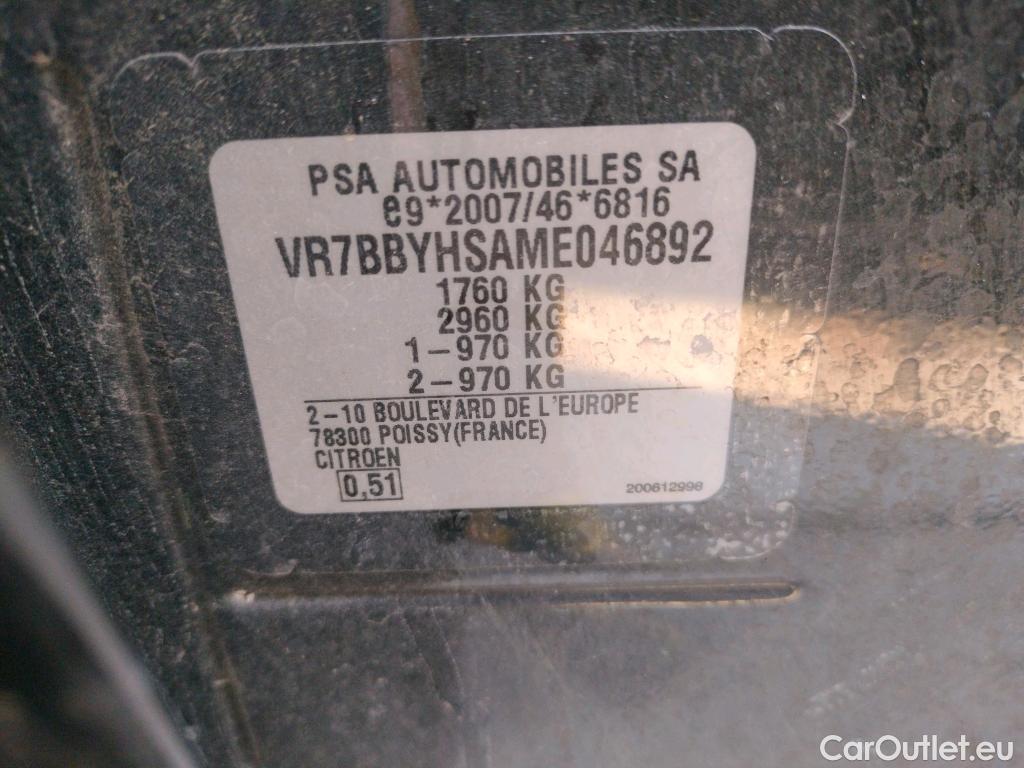 PSA AUTOMOBILES SA
e9*2007/46*6816
VR7BBYHSAME046892
1760 KG
2960 KG
1-970 KG
2-970 KG
2-10 BOULEVARD DE L'EUROPE
78300 POISSY(FRANCE)
CITROEN
0,51
200612998
CarOutlet.eu